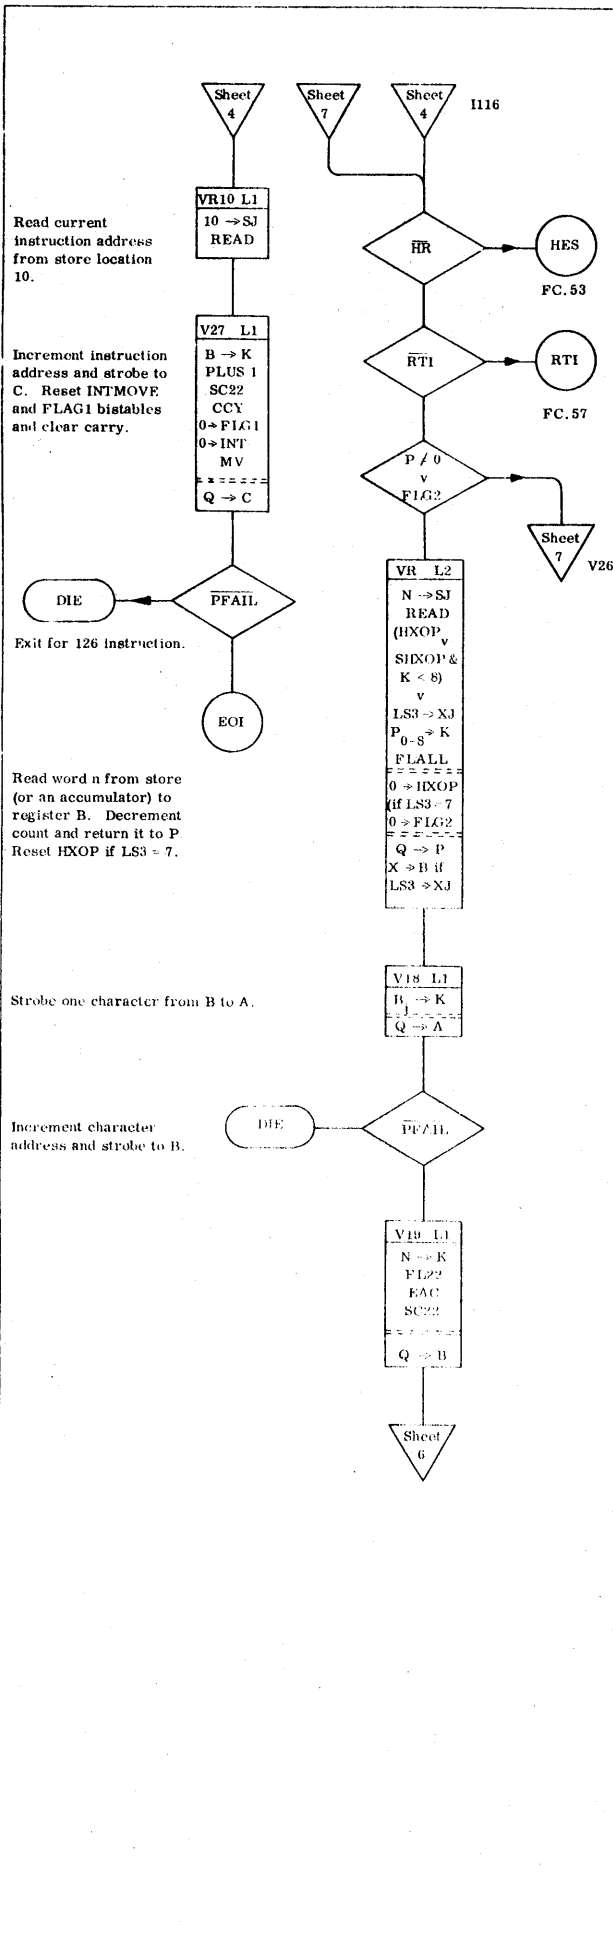 Sheet
4
Sheet
7
Sheet
4
I116
VR10 L1
10 → SJ
READ
Read current
instruction address
from store location
10.
H̅R̅
HES
FC.53
V27 L1
B → K
PLUS 1
SC22
CCY
0→FLG1
0→INT
MV
Q → C
Increment instruction
address and strobe to
C. Reset INTMOVE
and FLAG1 bistables
and clear carry.
R̅T̅I̅
RTI
FC.57
P ≠ 0
v
FLG2
Sheet
7
V26
DIE
P̅F̅A̅I̅L̅
Exit for 126 instruction.
EOI
VR L2
N → SJ
READ
(HXOP v
SHXOP &
K < 8)
v
LS3 → XJ
P0-8 → K
FLALL
0 → HXOP
(if LS3 = 7
0 → FLG2
Q → P
X → B if
LS3 → XJ
Read word n from store
(or an accumulator) to
register B. Decrement
count and return it to P
Reset HXOP if LS3 = 7.
V18 L1
Bj → K
Q → A
Strobe one character from B to A.
DIE
P̅F̅A̅I̅L̅
Increment character
address and strobe to B.
V19 L1
N → K
FL22
EAC
SC22
Q → B
Sheet
6